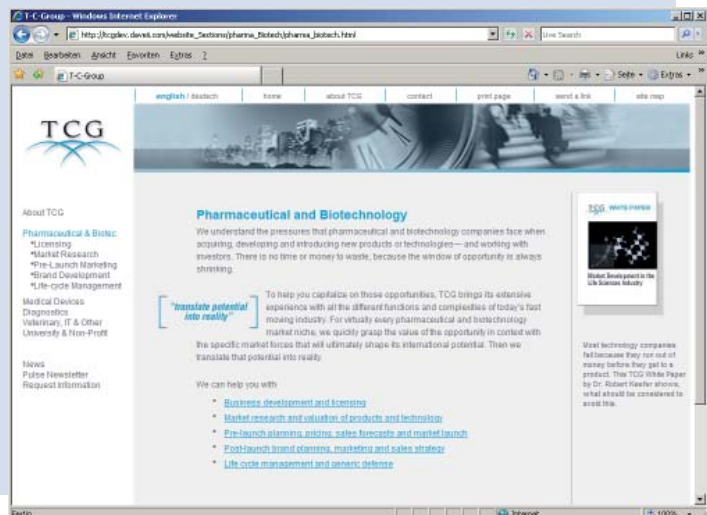 T-C-Group - Windows Internet Explorer
http://tcgdev.daveti.com/website_Sections/pharma_Biotech/pharma_biotech.html
Live Search
Datei Bearbeiten Ansicht Favoriten Extras ?
Links »
T-C-Group
Seite
Extras
english / deutsch
home
about TCG
contact
print page
send a link
site map
TCG
About TCG
Pharmaceutical & Biotec
*Licensing
*Market Research
*Pre-Launch Marketing
*Brand Development
*Life-cycle Management
Medical Devices
Diagnostics
Veterinary, IT & Other
University & Non-Profit
News
Pulse Newsletter
Request Information
Pharmaceutical and Biotechnology
We understand the pressures that pharmaceutical and biotechnology companies face when
acquiring, developing and introducing new products or technologies— and working with
investors. There is no time or money to waste, because the window of opportunity is always
shrinking.
"translate potential
into reality"
To help you capitalize on those opportunities, TCG brings its extensive
experience with all the different functions and complexities of today's fast
moving industry. For virtually every pharmaceutical and biotechnology
market niche, we quickly grasp the value of the opportunity in context with
the specific market forces that will ultimately shape its international potential. Then we
translate that potential into reality.
We can help you with
* Business development and licensing
* Market research and valuation of products and technology
* Pre-launch planning, pricing, sales forecasts and market launch
* Post-launch brand planning, marketing and sales strategy
* Life cycle management and generic defense
TCG WHITE PAPER
Market Development in the
Life Sciences Industry
Most technology companies
fail because they run out of
money before they get to a
product. This TCG White Paper
by Dr. Robert Keefer shows,
what should be considered to
avoid this.
Fertig
Internet
100%